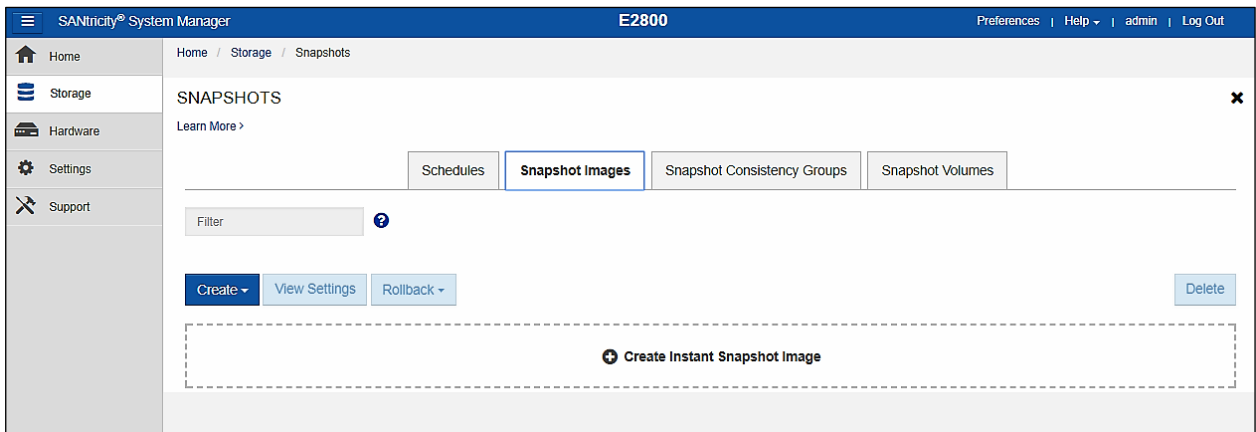 SANtricity® System Manager E2800 Preferences | Help | admin | Log Out
Home
Home / Storage / Snapshots
Storage
SNAPSHOTS
Hardware
Learn More >
Settings
Schedules Snapshot Images Snapshot Consistency Groups Snapshot Volumes
Support
Filter ?
Create View Settings Rollback Delete
Create Instant Snapshot Image